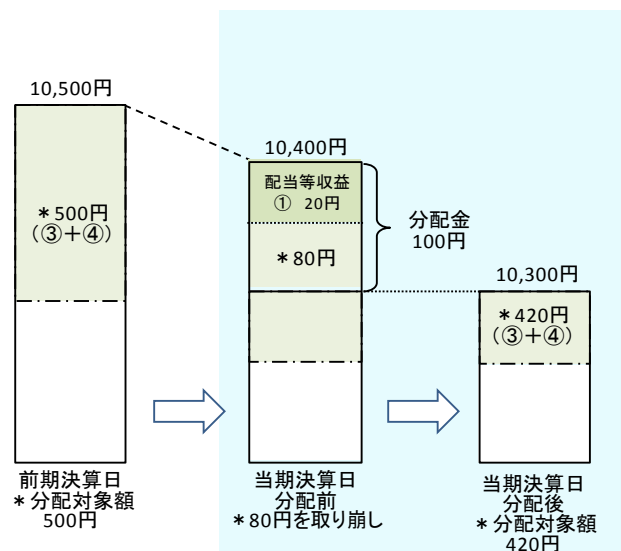 10,500円
＊500円
（③＋④）
前期決算日
＊分配対象額
500円
10,400円
配当等収益
① 20円
＊80円
分配金
100円
当期決算日
分配前
＊80円を取り崩し
10,300円
＊420円
（③＋④）
当期決算日
分配後
＊分配対象額
420円